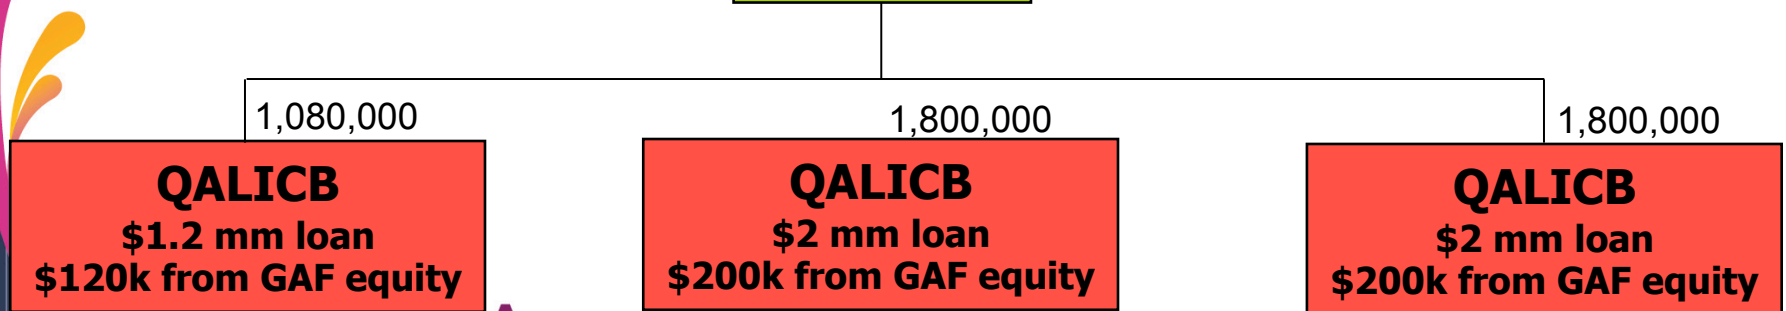 1,080,000
1,800,000
1,800,000
QALICB
$1.2 mm loan
$120k from GAF equity
QALICB
$2 mm loan
$200k from GAF equity
QALICB
$2 mm loan
$200k from GAF equity